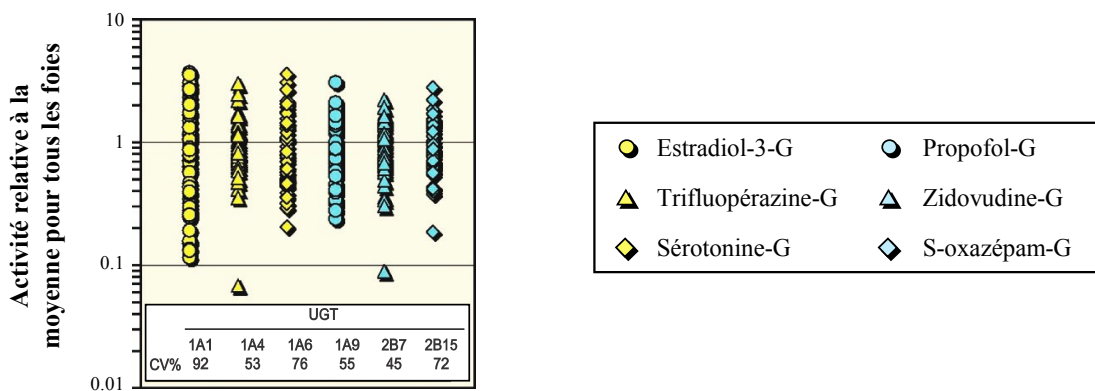 Activité relative à la
moyenne pour tous les foies
10
1
0.1
0.01
UGT
1A1 1A4 1A6 1A9 2B7 2B15
CV% 92 53 76 55 45 72
Estradiol-3-G Propofol-G
Trifluopérazine-G Zidovudine-G
Sérotonine-G S-oxazépam-G